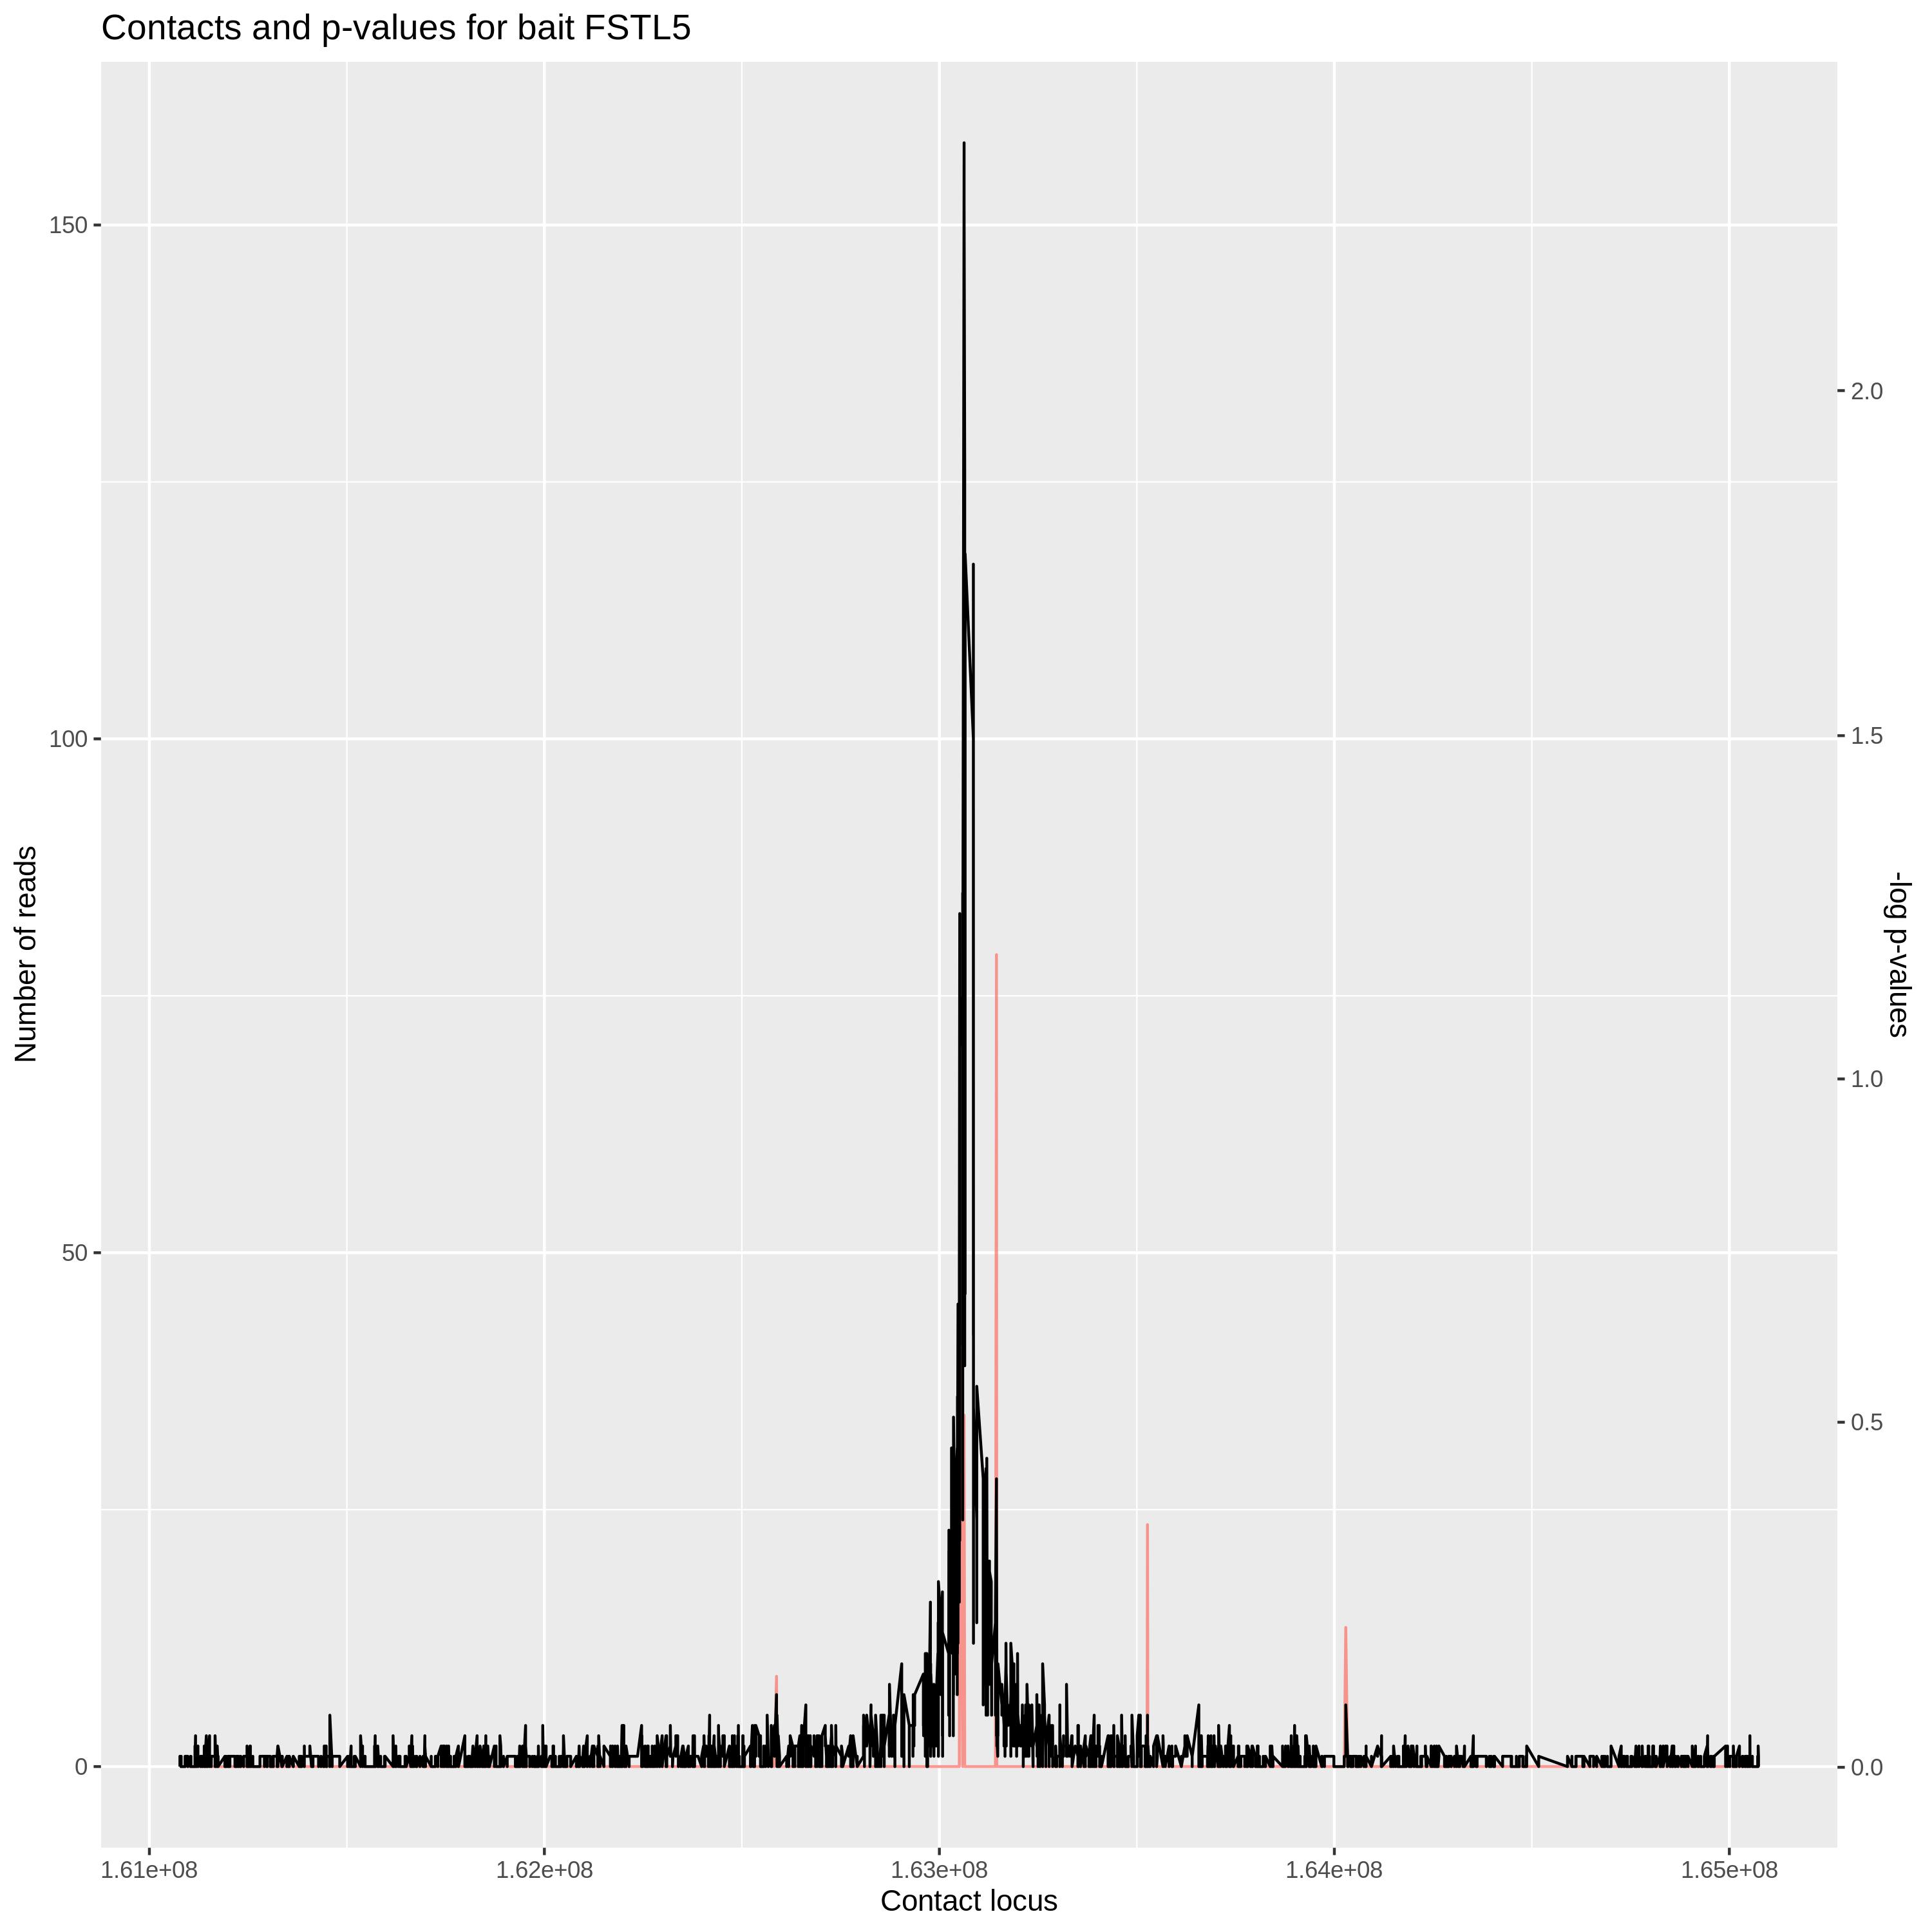 Contacts and p-values for bait FSTL5
150
100
50
0
Number of reads
2.0
1.5
1.0
0.5
0.0
-log p-values
1.61e+08
1.62e+08
1.63e+08
1.64e+08
1.65e+08
Contact locus